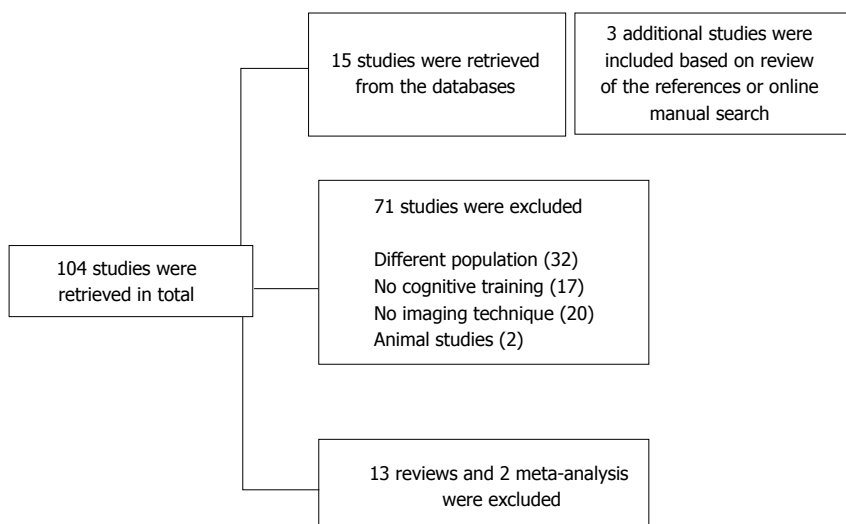 15 studies were retrieved
from the databases
3 additional studies were
included based on review
of the references or online
manual search
71 studies were excluded
Different population (32)
No cognitive training (17)
No imaging technique (20)
Animal studies (2)
104 studies were
retrieved in total
13 reviews and 2 meta-analysis
were excluded